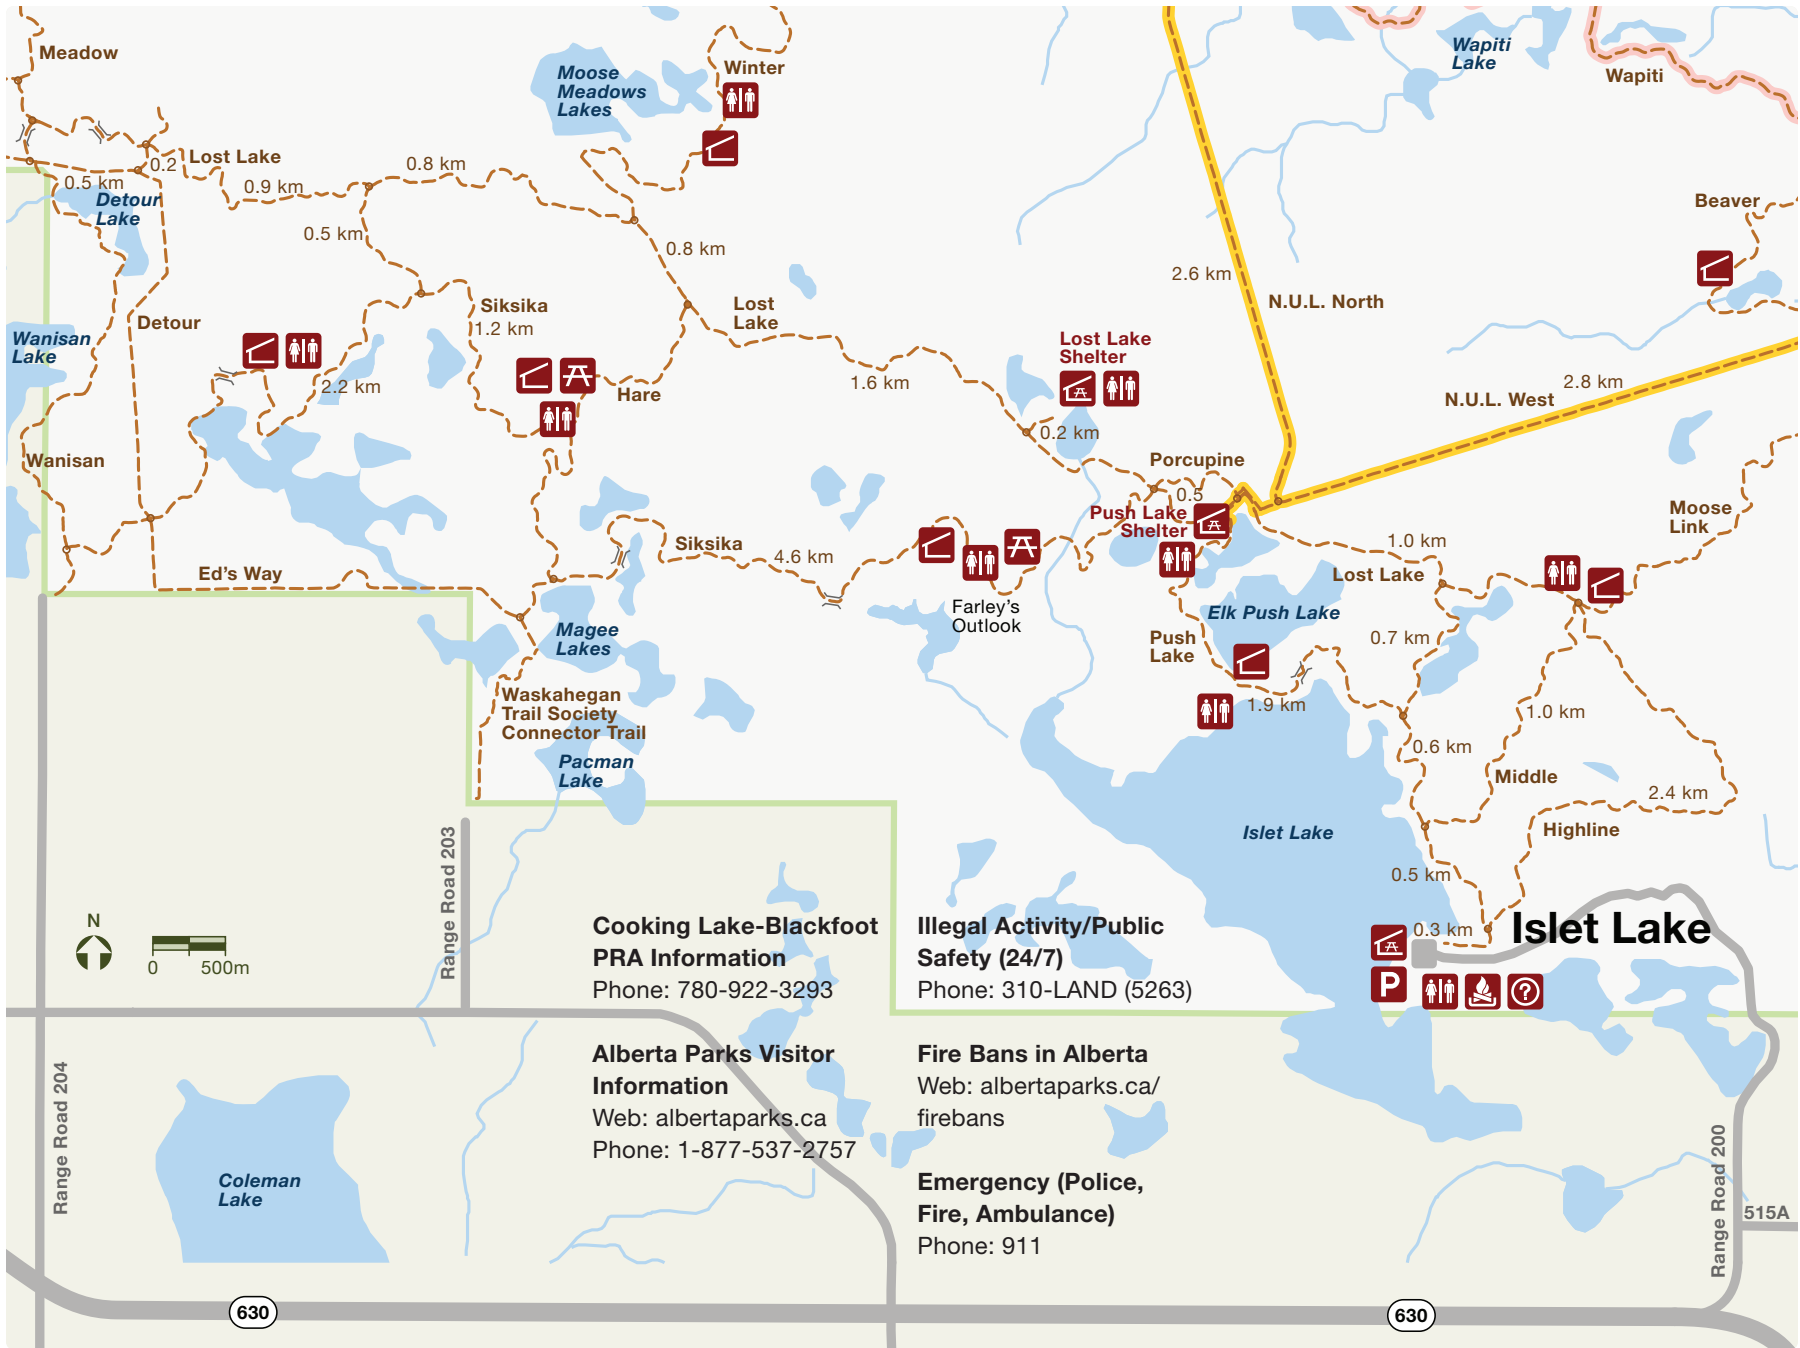 Meadow
Winter
Moose
Meadows
Lakes
Wapiti
Lake
Wapiti
0.2
Lost Lake
0.8 km
0.5 km
0.9 km
Detour
Lake
Beaver
0.5 km
0.8 km
2.6 km
N.U.L. North
Siksika
1.2 km
Lost
Lake
Detour
Wanisan
Lake
Lost Lake
Shelter
2.2 km
Hare
1.6 km
2.8 km
N.U.L. West
0.2 km
Wanisan
Porcupine
0.5
Push Lake
Shelter
Moose
Link
Siksika
4.6 km
1.0 km
Ed's Way
Lost Lake
Farley's
Outlook
Elk Push Lake
Magee
Lakes
Push
Lake
0.7 km
Waskahegan
Trail Society
Connector Trail
1.9 km
1.0 km
0.6 km
Pacman
Lake
Middle
2.4 km
Islet Lake
Highline
Range Road 203
0.5 km
N
0 500m
0.3 km
Islet Lake
P
?
Cooking Lake-Blackfoot
PRA Information
Phone: 780-922-3293
Illegal Activity/Public
Safety (24/7)
Phone: 310-LAND (5263)
Alberta Parks Visitor
Information
Web: albertaparks.ca
Phone: 1-877-537-2757
Fire Bans in Alberta
Web: albertaparks.ca/
firebans
Emergency (Police,
Fire, Ambulance)
Phone: 911
Range Road 204
Coleman
Lake
Range Road 200
515A
630
630